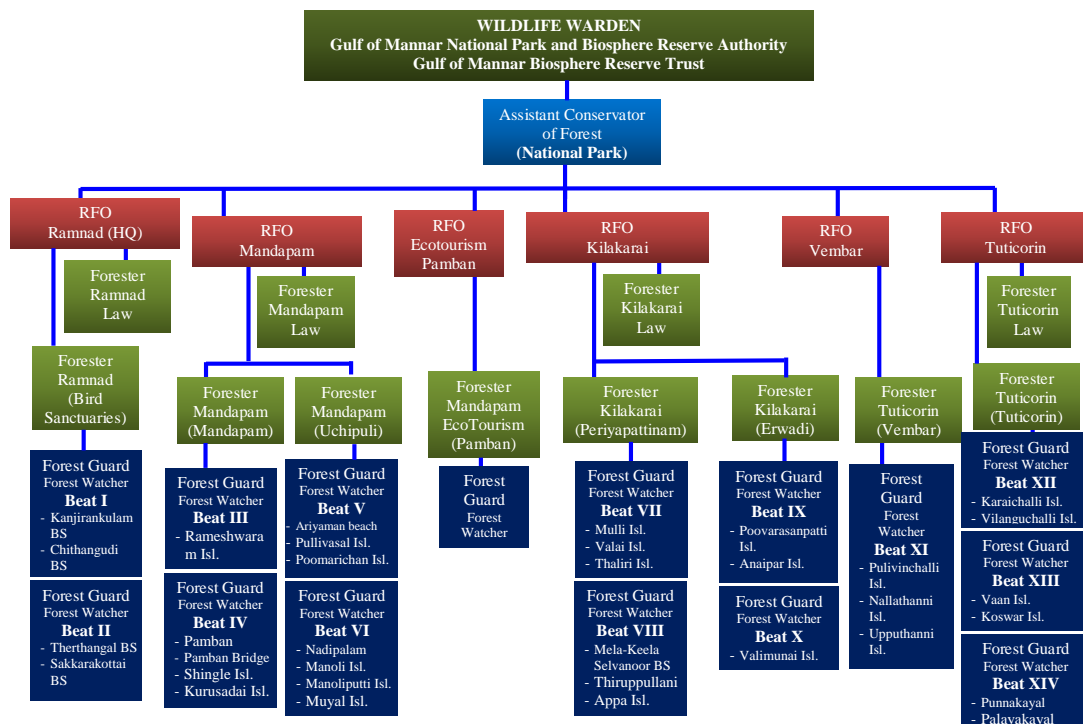 WILDLIFE WARDEN
Gulf of Mannar National Park and Biosphere Reserve Authority
Gulf of Mannar Biosphere Reserve Trust
Assistant Conservator
of Forest
(National Park)
RFO
Ramnad (HQ)
RFO
Mandapam
RFO
Ecotourism
Pamban
RFO
Kilakarai
RFO
Vembar
RFO
Tuticorin
Forester
Ramnad
Law
Forester
Mandapam
Law
Forester
Kilakarai
Law
Forester
Tuticorin
Law
Forester
Ramnad
(Bird
Sanctuaries)
Forester
Mandapam
(Mandapam)
Forester
Mandapam
(Uchipuli)
Forester
Mandapam
EcoTourism
(Pamban)
Forester
Kilakarai
(Periyapattinam)
Forester
Kilakarai
(Erwadi)
Forester
Tuticorin
(Vembar)
Forester
Tuticorin
(Tuticorin)
Forest Guard
Forest Watcher
Beat I
- Kanjirankulam
BS
- Chithangudi
BS
Forest Guard
Forest Watcher
Beat II
- Therthangal BS
- Sakkarakottai
BS
Forest Guard
Forest Watcher
Beat III
- Rameshwara
m Isl.
Forest Guard
Forest Watcher
Beat IV
- Pamban
- Pamban Bridge
- Shingle Isl.
- Kurusadai Isl.
Forest Guard
Forest Watcher
Beat V
- Ariyaman beach
- Pullivasal Isl.
- Poomarichan Isl.
Forest Guard
Forest Watcher
Beat VI
- Nadipalam
- Manoli Isl.
- Manoliputti Isl.
- Muyal Isl.
Forest
Guard
Forest
Watcher
Forest Guard
Forest Watcher
Beat VII
- Mulli Isl.
- Valai Isl.
- Thaliri Isl.
Forest Guard
Forest Watcher
Beat VIII
- Mela-Keela
Selvanoor BS
- Thiruppullani
- Appa Isl.
Forest Guard
Forest Watcher
Beat IX
- Poovarasanpatti
Isl.
- Anaipar Isl.
Forest Guard
Forest Watcher
Beat X
- Valimunai Isl.
Forest
Guard
Forest
Watcher
Beat XI
- Pulivinchalli
Isl.
- Nallathanni
Isl.
- Upputhanni
Isl.
Forest Guard
Forest Watcher
Beat XII
- Karaichalli Isl.
- Vilanguchalli Isl.
Forest Guard
Forest Watcher
Beat XIII
- Vaan Isl.
- Koswar Isl.
Forest Guard
Forest Watcher
Beat XIV
- Punnakayal
- Palayakayal